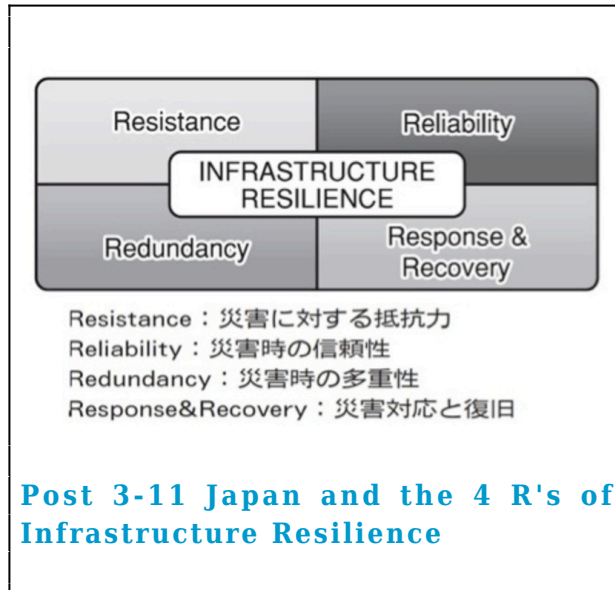 Resistance
Reliability
INFRASTRUCTURE
RESILIENCE
Redundancy
Response &
Recovery
Resistance：災害に対する抵抗力
Reliability：災害時の信頼性
Redundancy：災害時の多重性
Response&Recovery：災害対応と復旧
Post 3-11 Japan and the 4 R's of
Infrastructure Resilience